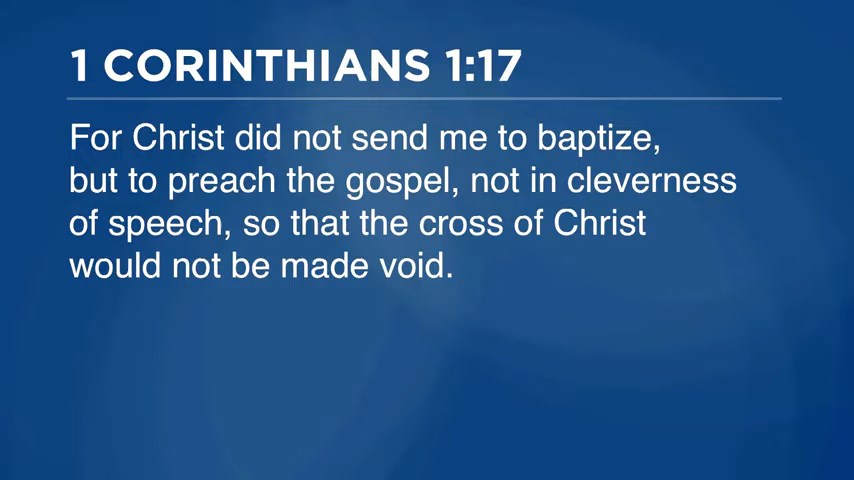 1 CORINTHIANS 1:17
For Christ did not send me to baptize,
but to preach the gospel, not in cleverness
of speech, so that the cross of Christ
would not be made void.